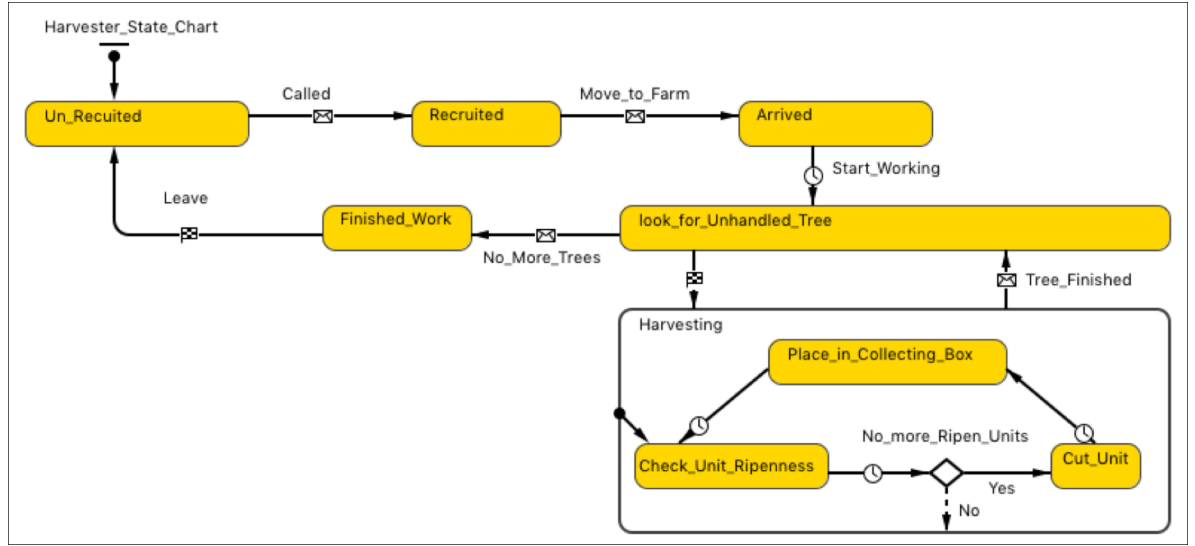 Harvester_State_Chart
Un_Recuited
Called
Recruited
Move_to_Farm
Arrived
Start_Working
Leave
Finished_Work
No_More_Trees
look_for_Unhandled_Tree
Tree_Finished
Harvesting
Place_in_Collecting_Box
No_more_Ripen_Units
Check_Unit_Ripenness
Yes
Cut_Unit
No